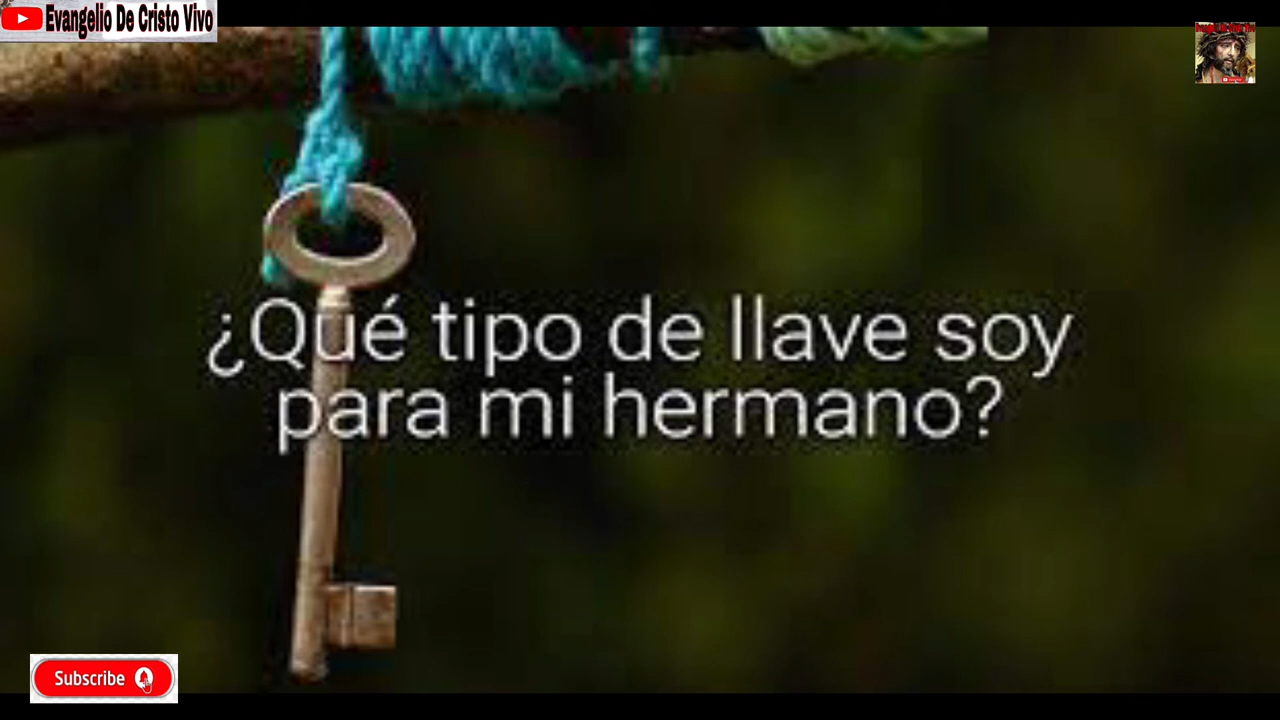 Evangelio De Cristo Vivo
¿Qué tipo de llave soy
para mi hermano?
Subscribe